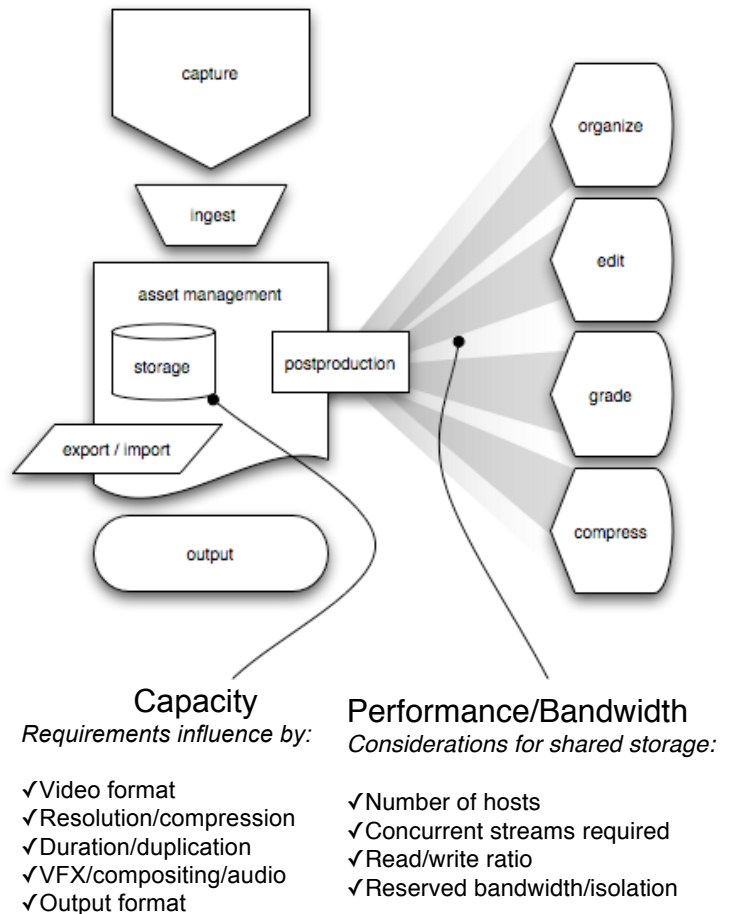 capture
ingest
asset management
storage
postproduction
export / import
output
organize
edit
grade
compress
Capacity
Requirements influence by:
✓Video format
✓Resolution/compression
✓Duration/duplication
✓VFX/compositing/audio
✓Output format
Performance/Bandwidth
Considerations for shared storage:
✓Number of hosts
✓Concurrent streams required
✓Read/write ratio
✓Reserved bandwidth/isolation